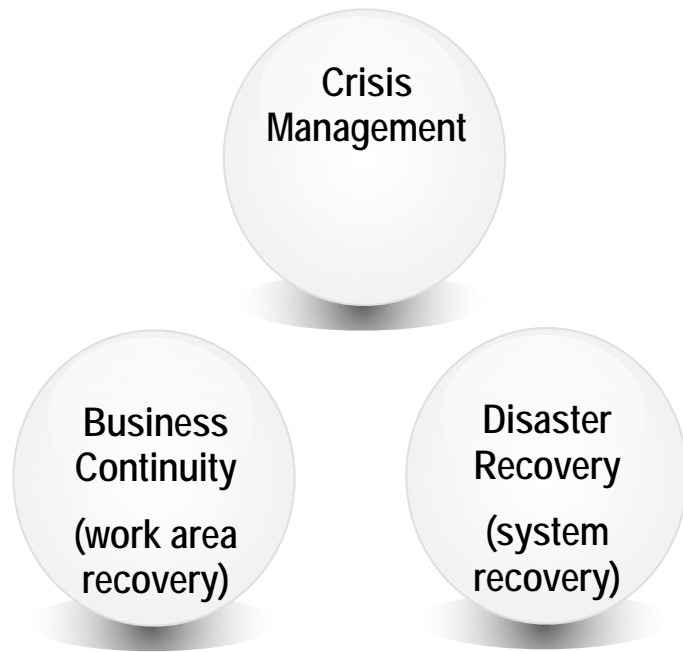 Crisis
Management
Business
Continuity
(work area
recovery)
Disaster
Recovery
(system
recovery)